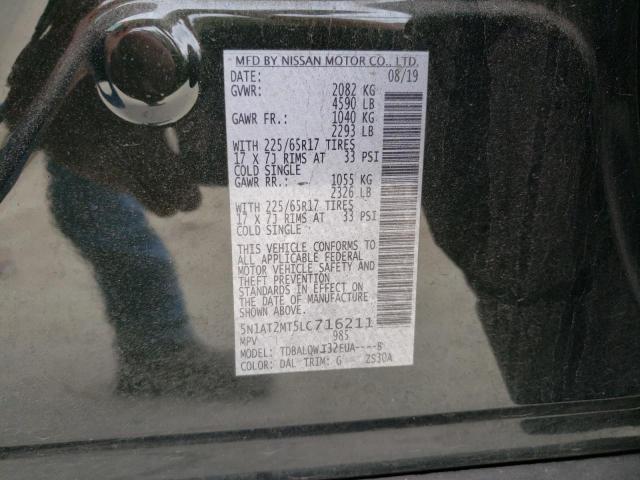 MFD BY NISSAN MOTOR CO., LTD.
DATE: 08/19
GVWR: 2082 KG
4590 LB
GAWR FR.: 1040 KG
2293 LB
WITH 225/65R17 TIRES
17 X 7J RIMS AT 33 PSI
COLD SINGLE
GAWR RR.: 1055 KG
2326 LB
WITH 225/65R17 TIRES
17 X 7J RIMS AT 33 PSI
COLD SINGLE
THIS VEHICLE CONFORMS TO
ALL APPLICABLE FEDERAL
MOTOR VEHICLE SAFETY AND
THEFT PREVENTION
STANDARDS IN EFFECT ON
THE DATE OF MANUFACTURE
SHOWN ABOVE.
5N1AT2MT5LC716211
MPV 985
MODEL: TDBALQWJ32EUA----B
COLOR: DAL TRIM: G ZS30A